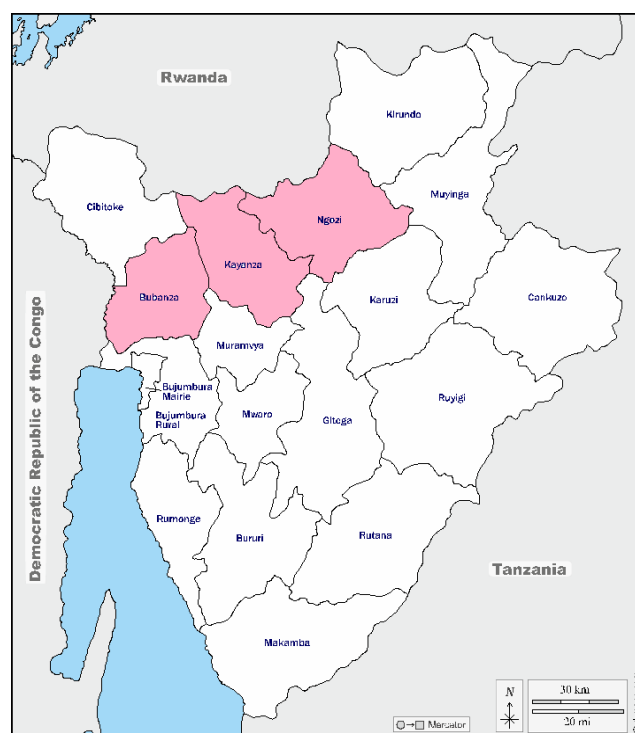 Rwanda
Kirundo
Cibitoke
Muyinga
Ngozi
Kayanza
Bubanza
Karuzi
Cankuzo
Muramvya
Bujumbura
Mairie
Bujumbura
Rural
Mwaro
Gitega
Ruyigi
Democratic Republic of the Congo
Rumonge
Bururi
Rutana
Tanzania
Makamba
N
30 km
20 mi
Mercator